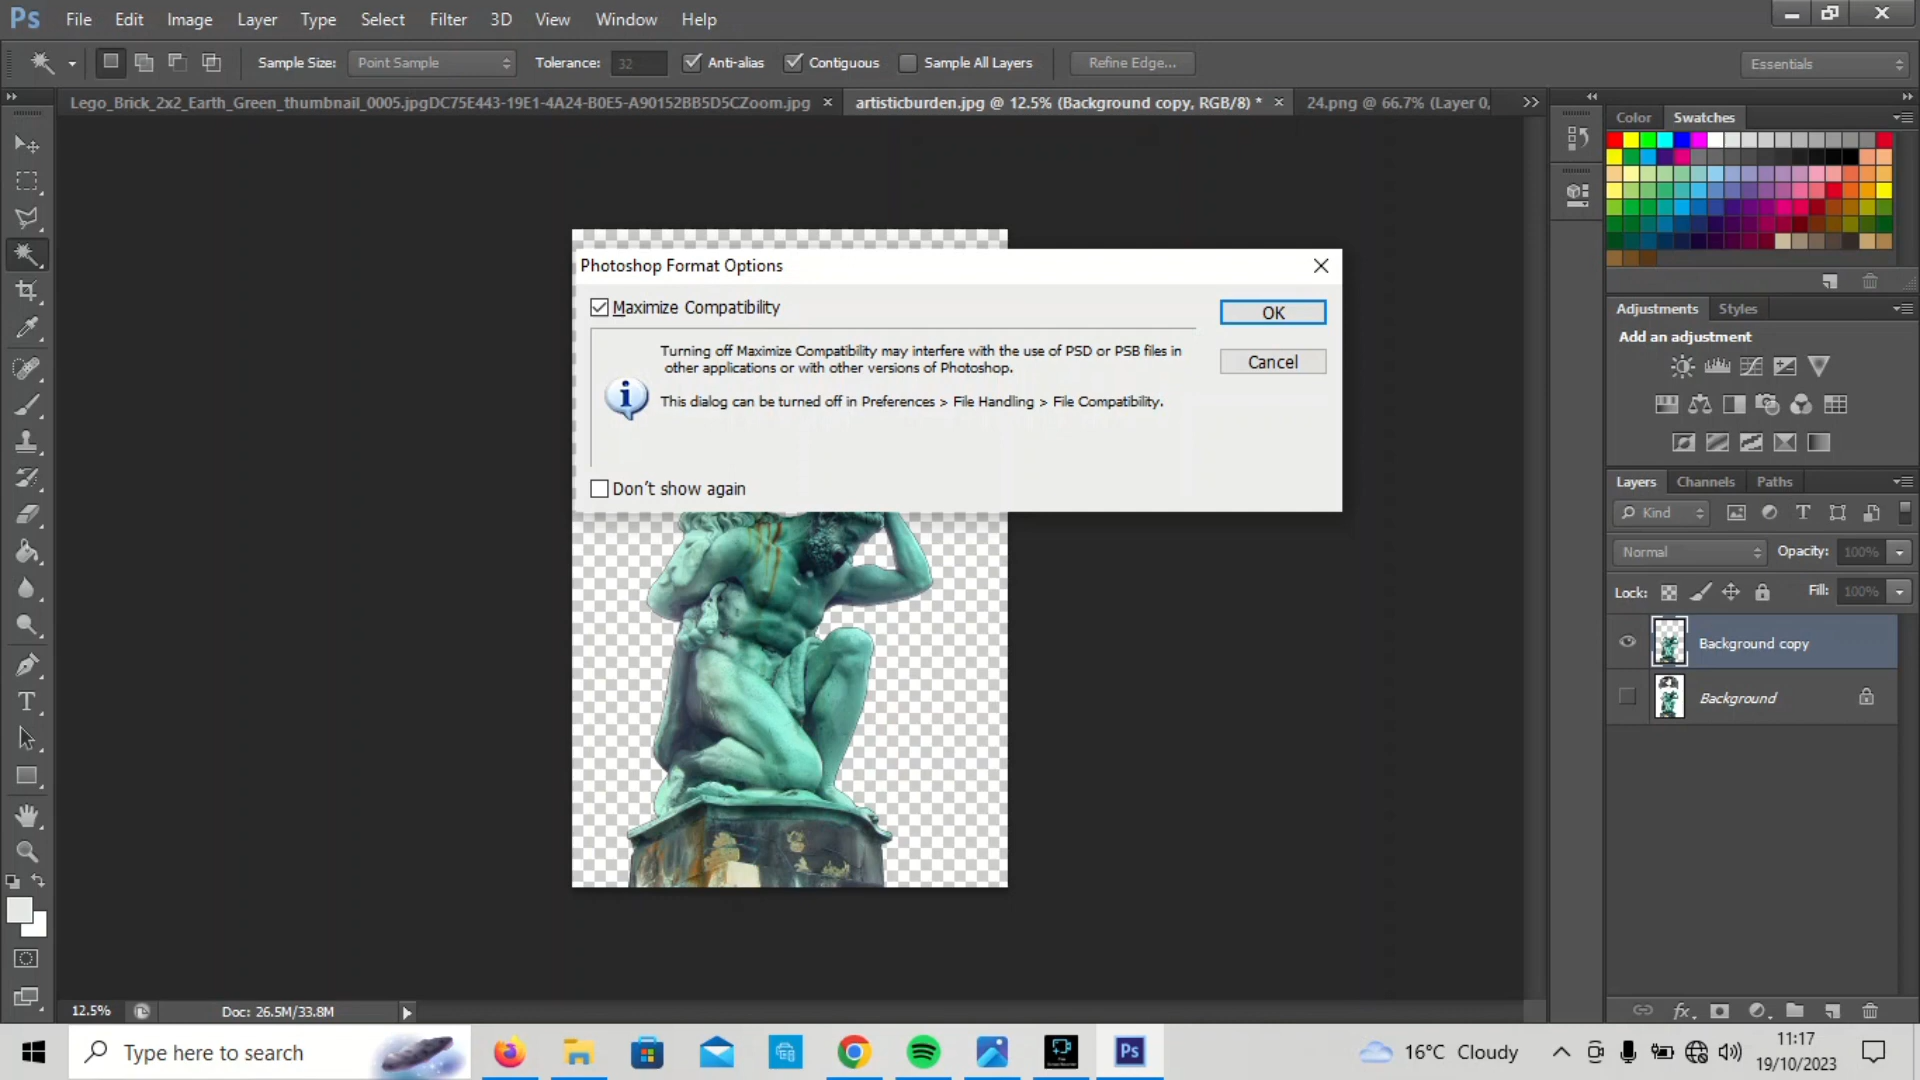 Ps File Edit Image Layer Type Select Filter 3D View Window Help
Sample Size: Point Sample Tolerance: 32 Anti-alias Contiguous Sample All Layers Refine Edge... Essentials
Lego_Brick_2x2_Earth_Green_thumbnail_0005.jpgDC75E443-19E1-4A24-B0E5-A90152BB5D5CZoom.jpg × artisticburden.jpg @ 12.5% (Background copy, RGB/8) * × 24.png @ 66.7% (Layer 0,
Color Swatches
Photoshop Format Options
Maximize Compatibility
OK
Turning off Maximize Compatibility may interfere with the use of PSD or PSB files in
other applications or with other versions of Photoshop.
Cancel
This dialog can be turned off in Preferences > File Handling > File Compatibility.
Don't show again
Adjustments Styles
Add an adjustment
Layers Channels Paths
Kind
Normal Opacity: 100%
Lock: Fill: 100%
Background copy
Background
12.5% Doc: 26.5M/33.8M
Type here to search
Ps
16°C Cloudy
11:17
19/10/2023